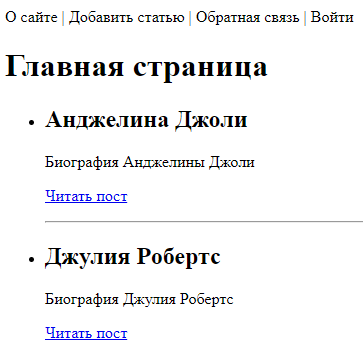 О сайте | Добавить статью | Обратная связь | Войти
Главная страница
Анджелина Джоли
Биография Анджелины Джоли
Читать пост
Джулия Робертс
Биография Джулия Робертс
Читать пост